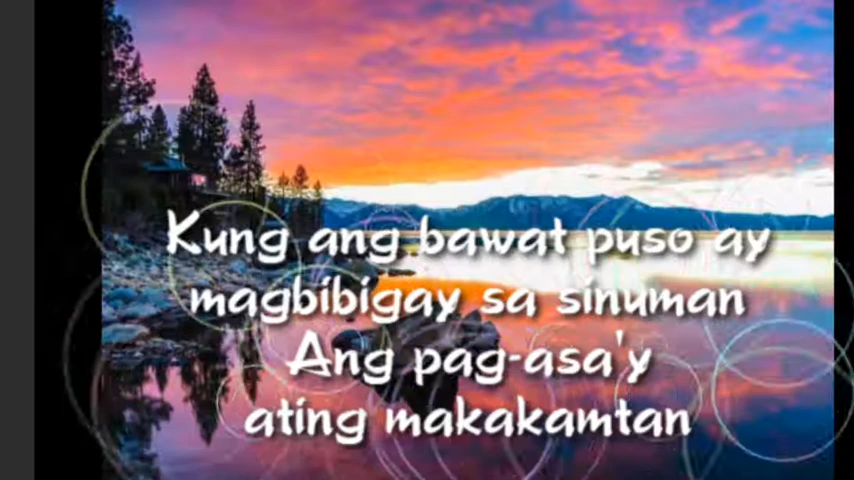 Kung ang bawat puso ay
magbibigay sa sinuman
Ang pag-asa'y
ating makakamtan